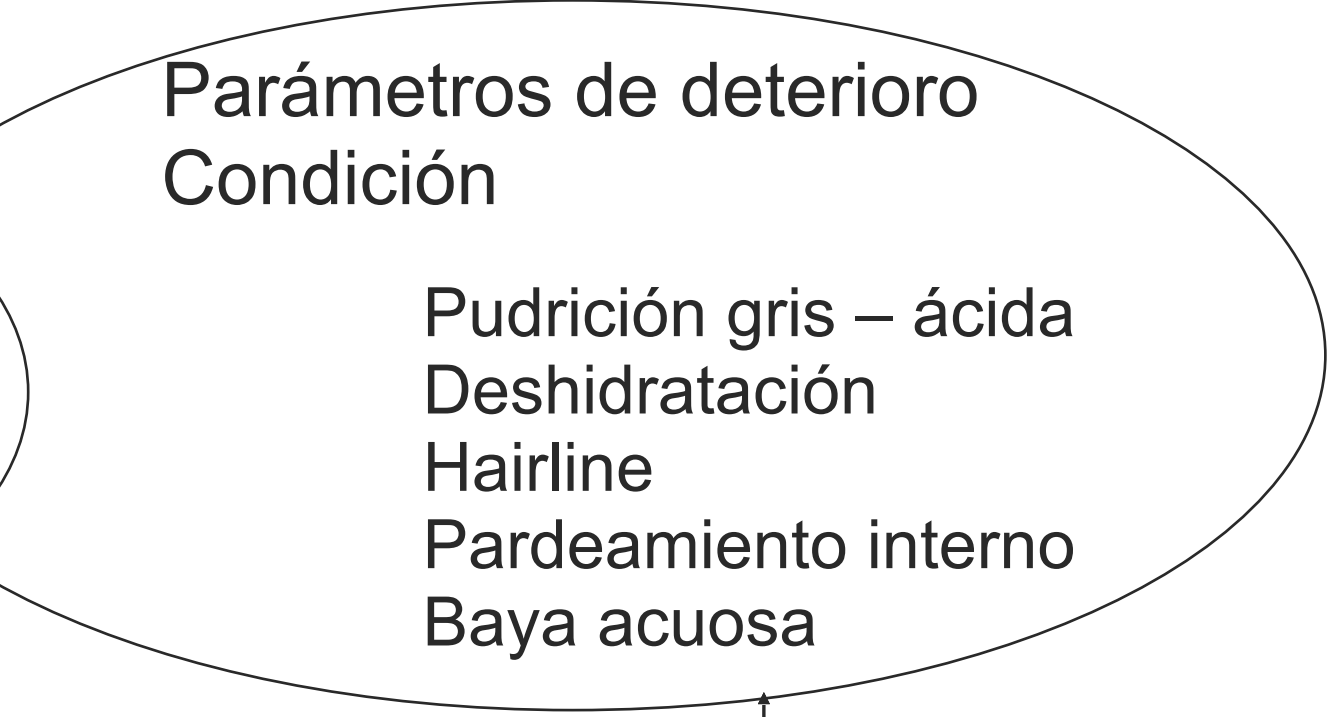 Parámetros de deterioro
Condición
Pudrición gris – ácida
Deshidratación
Hairline
Pardeamiento interno
Baya acuosa